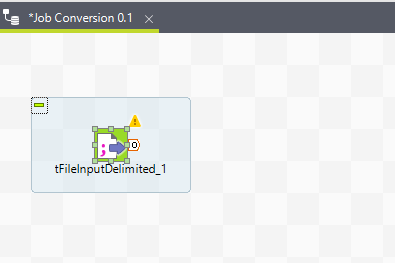 *Job Conversion 0.1
O
tFileInputDelimited_1